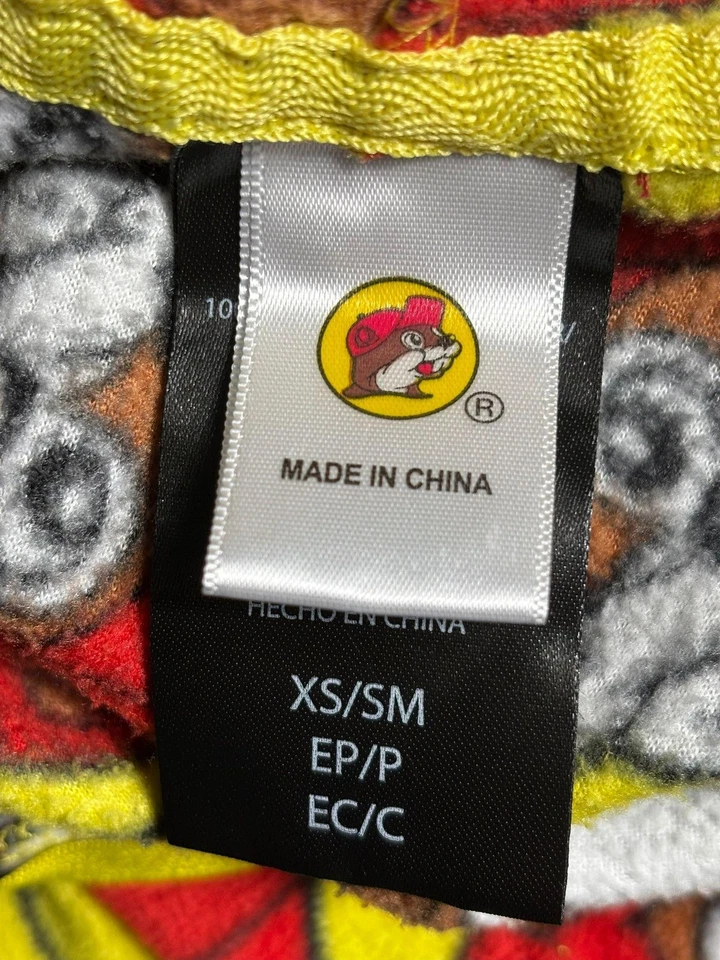 ®
MADE IN CHINA
HECHO EN CHINA
XS/SM
EP/P
EC/C